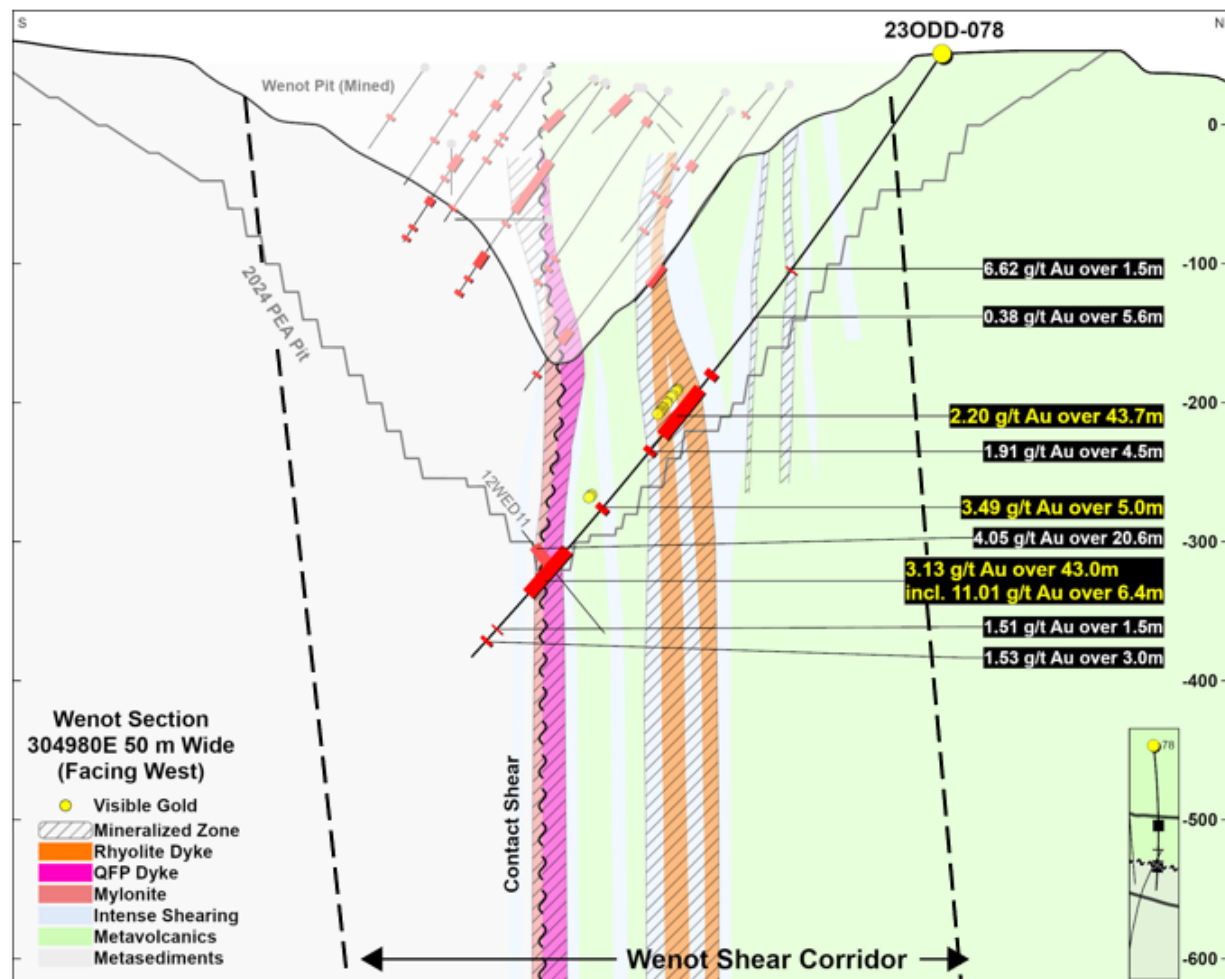 S
23ODD-078
N
Wenot Pit (Mined)
0
-100
6.62 g/t Au over 1.5m
2024 PEA Pit
0.38 g/t Au over 5.6m
-200
2.20 g/t Au over 43.7m
1.91 g/t Au over 4.5m
12WED11
3.49 g/t Au over 5.0m
4.05 g/t Au over 20.6m
-300
3.13 g/t Au over 43.0m
incl. 11.01 g/t Au over 6.4m
1.51 g/t Au over 1.5m
1.53 g/t Au over 3.0m
-400
Wenot Section
304980E 50 m Wide
(Facing West)
Visible Gold
Mineralized Zone
Rhyolite Dyke
QFP Dyke
Mylonite
Intense Shearing
Metavolcanics
Metasediments
Contact Shear
78
-500
Wenot Shear Corridor
-600